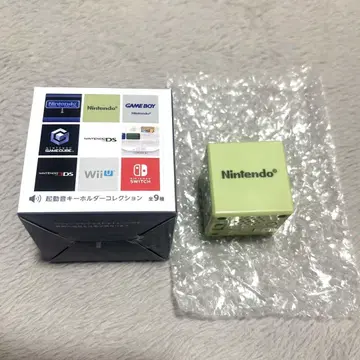 Nintendo
Nintendo®
GAME BOY
Nintendo
NINTENDO
GAMECUBE
NINTENDO DS
NINTENDO 3DS
Wii U
NINTENDO
SWITCH
起動音キーホルダーコレクション 全9種
Nintendo®